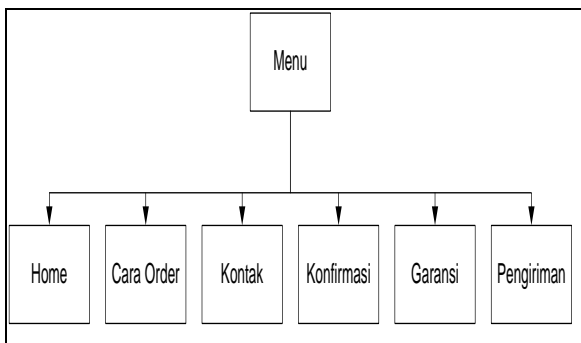 Menu
Home
Cara Order
Kontak
Konfirmasi
Garansi
Pengiriman